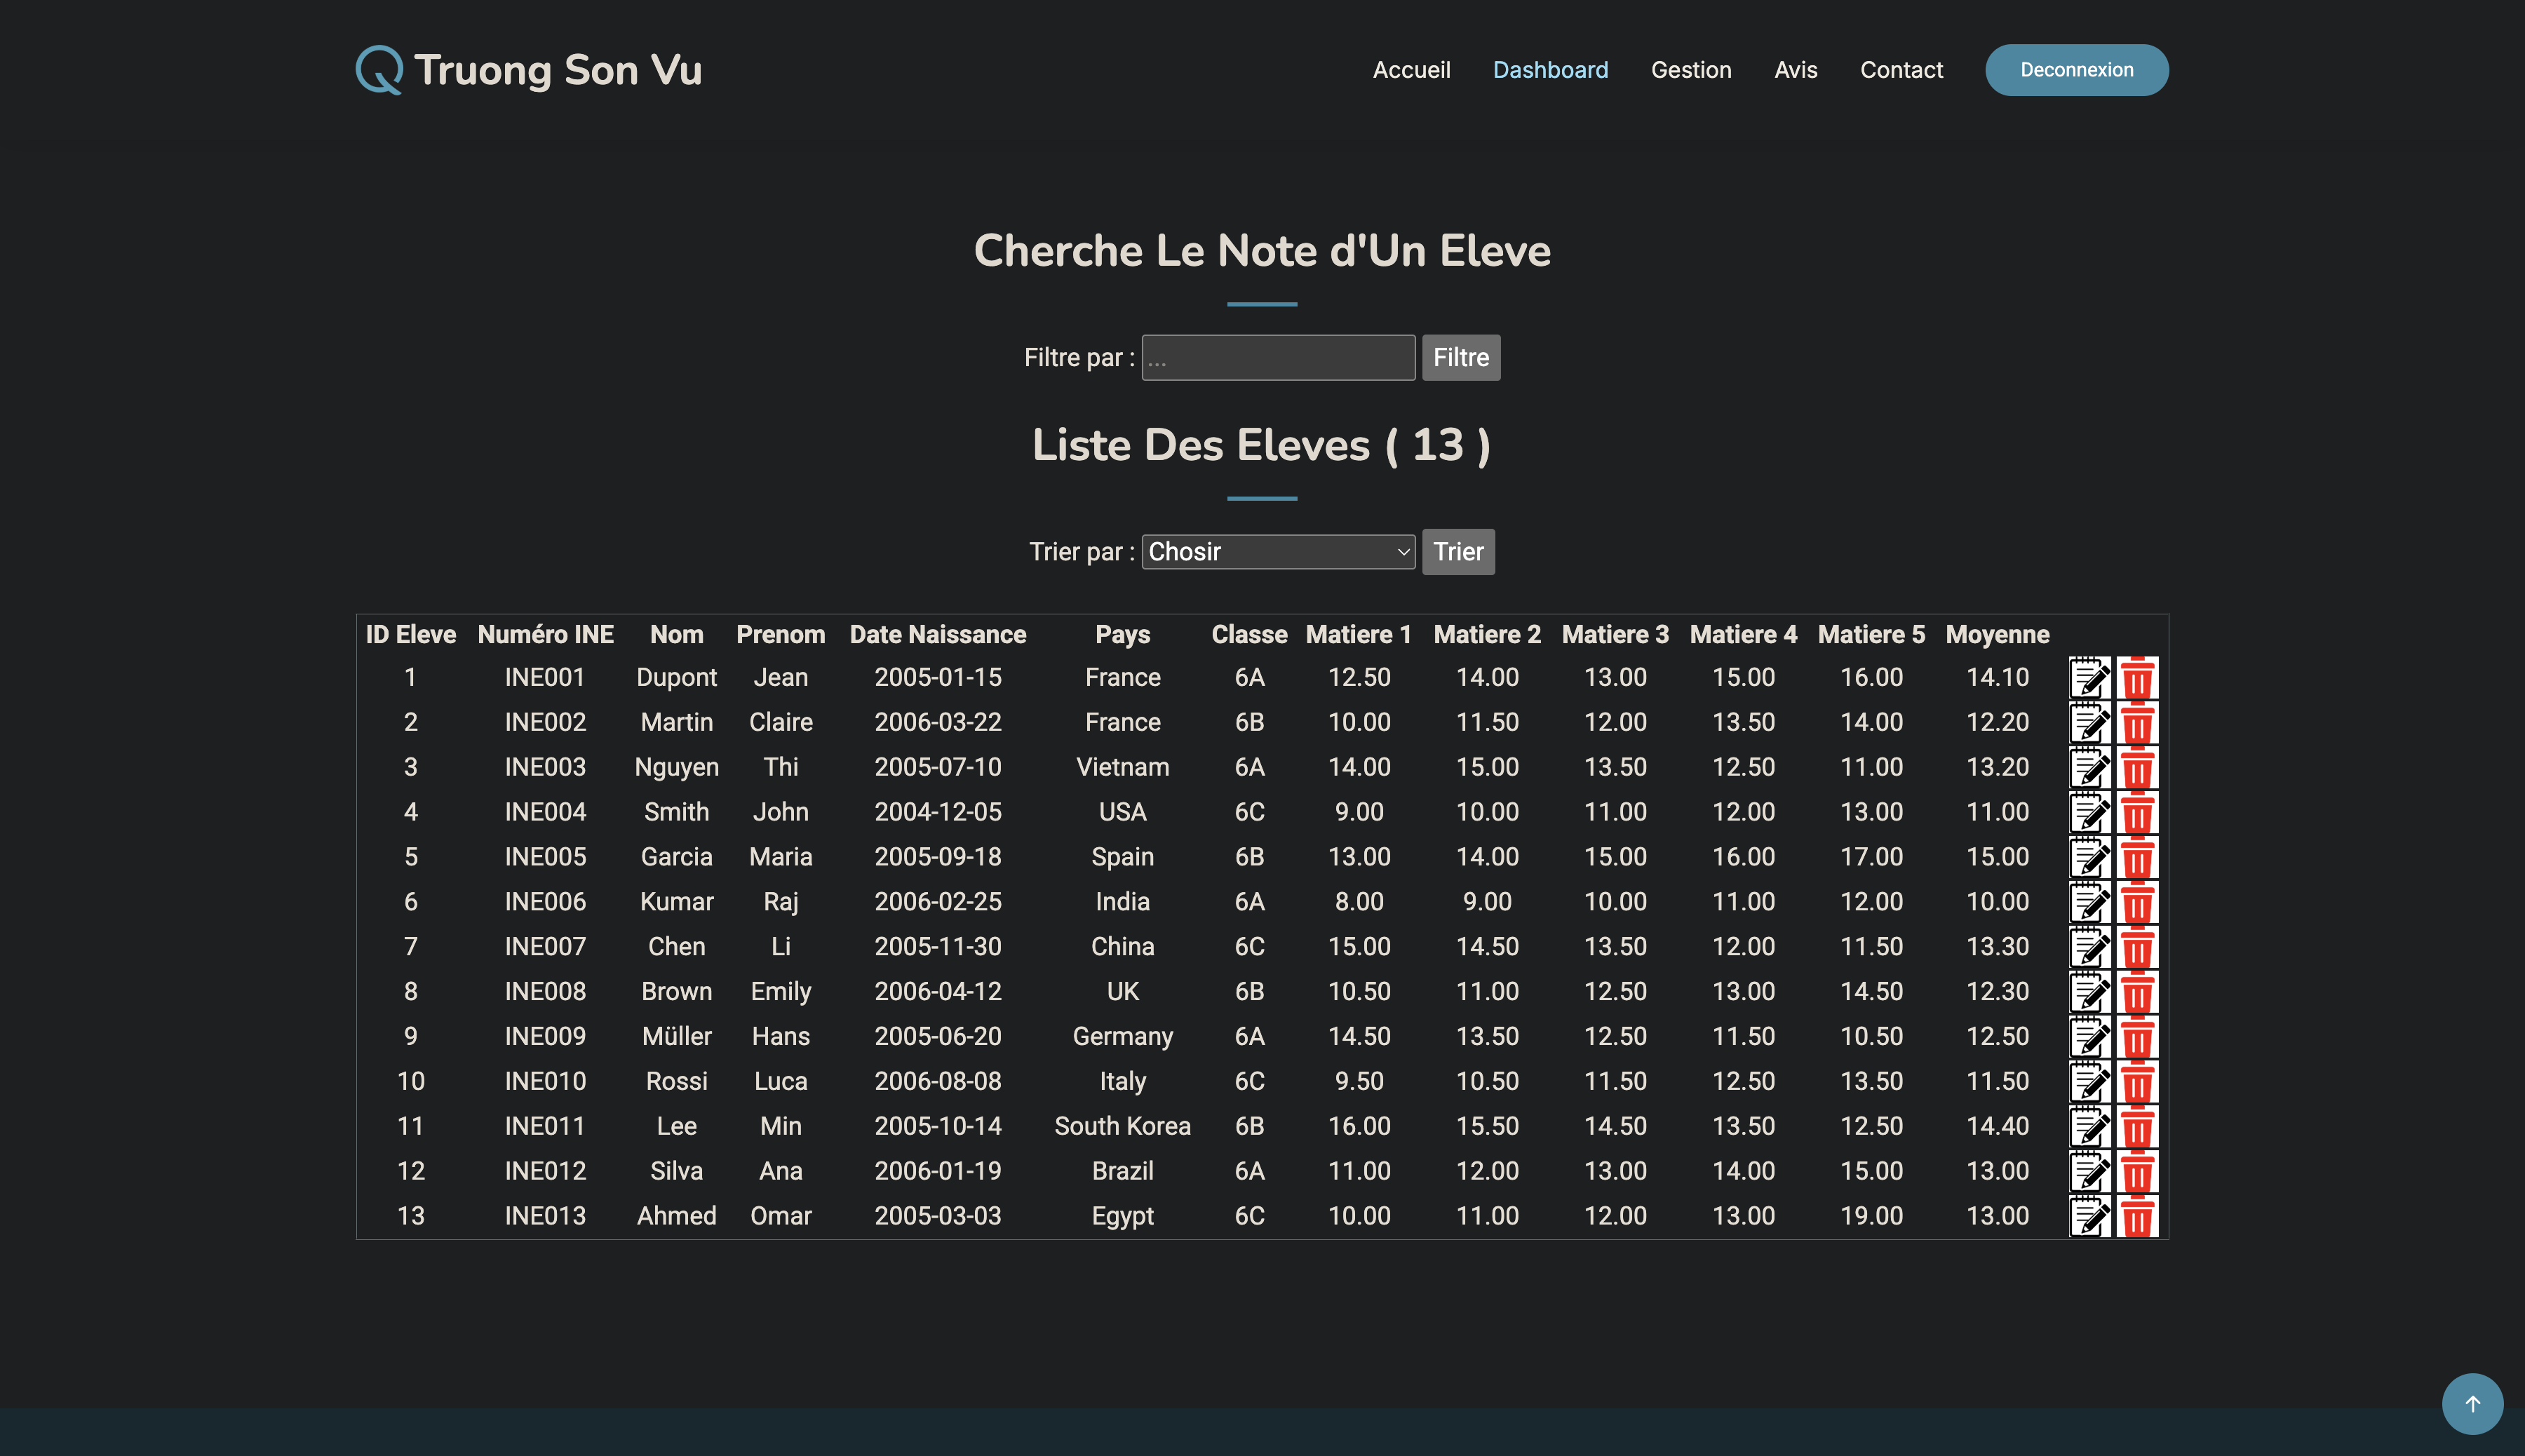 Truong Son Vu
Accueil Dashboard Gestion Avis Contact Deconnexion
Cherche Le Note d'Un Eleve
Filtre par : ... Filtre
Liste Des Eleves ( 13 )
Trier par : Chosir Trier
ID Eleve Numéro INE Nom Prenom Date Naissance Pays Classe Matiere 1 Matiere 2 Matiere 3 Matiere 4 Matiere 5 Moyenne
1 INE001 Dupont Jean 2005-01-15 France 6A 12.50 14.00 13.00 15.00 16.00 14.10
2 INE002 Martin Claire 2006-03-22 France 6B 10.00 11.50 12.00 13.50 14.00 12.20
3 INE003 Nguyen Thi 2005-07-10 Vietnam 6A 14.00 15.00 13.50 12.50 11.00 13.20
4 INE004 Smith John 2004-12-05 USA 6C 9.00 10.00 11.00 12.00 13.00 11.00
5 INE005 Garcia Maria 2005-09-18 Spain 6B 13.00 14.00 15.00 16.00 17.00 15.00
6 INE006 Kumar Raj 2006-02-25 India 6A 8.00 9.00 10.00 11.00 12.00 10.00
7 INE007 Chen Li 2005-11-30 China 6C 15.00 14.50 13.50 12.00 11.50 13.30
8 INE008 Brown Emily 2006-04-12 UK 6B 10.50 11.00 12.50 13.00 14.50 12.30
9 INE009 Müller Hans 2005-06-20 Germany 6A 14.50 13.50 12.50 11.50 10.50 12.50
10 INE010 Rossi Luca 2006-08-08 Italy 6C 9.50 10.50 11.50 12.50 13.50 11.50
11 INE011 Lee Min 2005-10-14 South Korea 6B 16.00 15.50 14.50 13.50 12.50 14.40
12 INE012 Silva Ana 2006-01-19 Brazil 6A 11.00 12.00 13.00 14.00 15.00 13.00
13 INE013 Ahmed Omar 2005-03-03 Egypt 6C 10.00 11.00 12.00 13.00 19.00 13.00